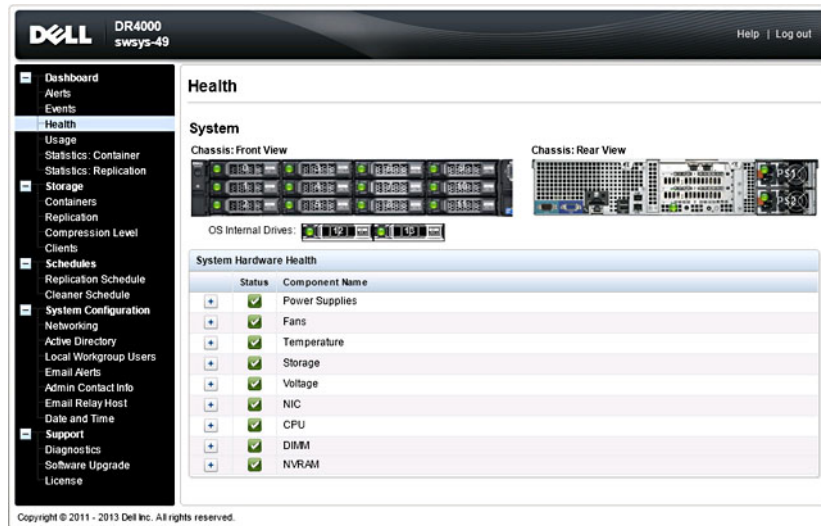 DELL
DR4000
swsys-49
Help | Log out
Dashboard
Alerts
Events
Health
Usage
Statistics: Container
Statistics: Replication
Storage
Containers
Replication
Compression Level
Clients
Schedules
Replication Schedule
Cleaner Schedule
System Configuration
Networking
Active Directory
Local Workgroup Users
Email Alerts
Admin Contact Info
Email Relay Host
Date and Time
Support
Diagnostics
Software Upgrade
License
Health
System
Chassis: Front View
Chassis: Rear View
PS1
PS2
OS Internal Drives:
12
13
System Hardware Health
Status Component Name
Power Supplies
Fans
Temperature
Storage
Voltage
NIC
CPU
DIMM
NVRAM
Copyright © 2011 - 2013 Dell Inc. All rights reserved.